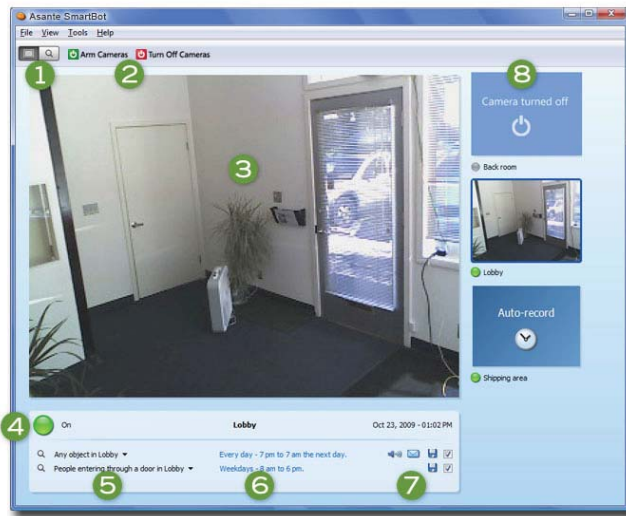 Asante SmartBot
File View Tools Help
Arm Cameras Turn Off Cameras
1
2
8
Camera turned off
3
Back room
Lobby
Auto-record
Shipping area
4 On Lobby Oct 23, 2009 - 01:02 PM
Any object in Lobby Every day - 7 pm to 7 am the next day.
People entering through a door in Lobby Weekdays - 8 am to 6 pm.
5
6
7